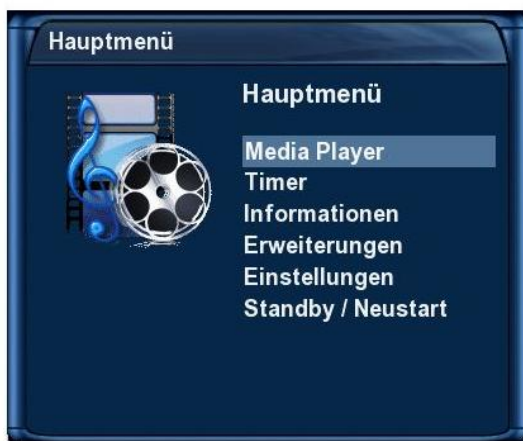 Hauptmenü
Hauptmenü
Media Player
Timer
Informationen
Erweiterungen
Einstellungen
Standby / Neustart